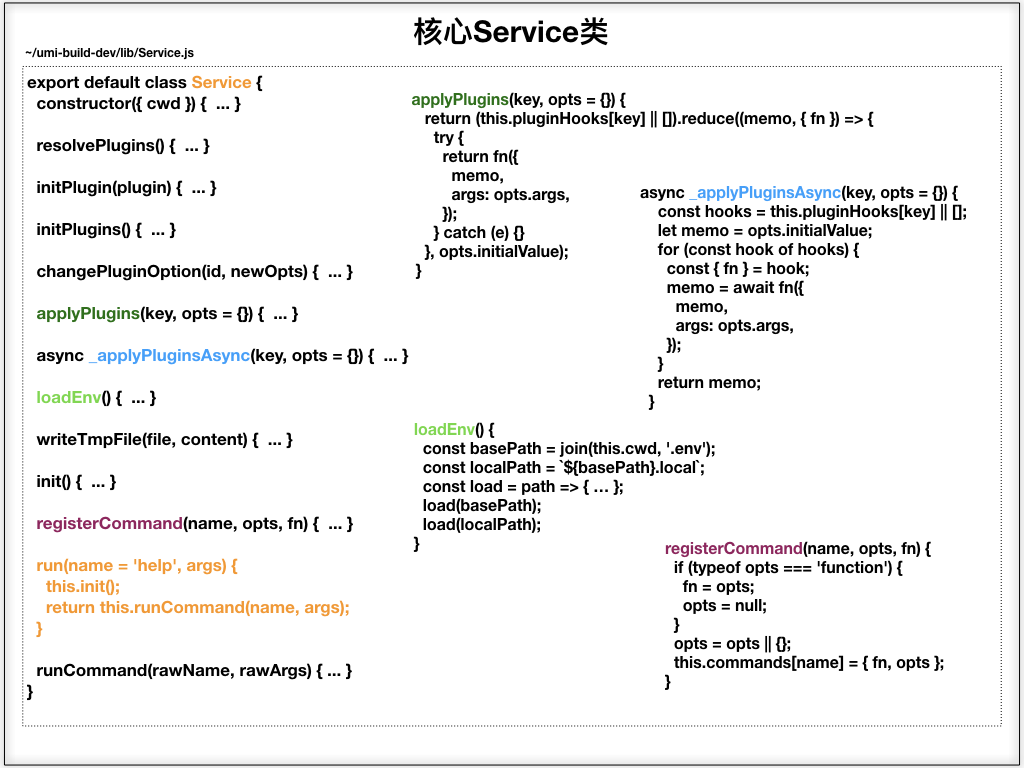 核心Service类
~/umi-build-dev/lib/Service.js
export default class Service {
constructor({ cwd }) { ... }
resolvePlugins() { ... }
initPlugin(plugin) { ... }
initPlugins() { ... }
changePluginOption(id, newOpts) { ... }
applyPlugins(key, opts = {}) { ... }
async _applyPluginsAsync(key, opts = {}) { ... }
loadEnv() { ... }
writeTmpFile(file, content) { ... }
init() { ... }
registerCommand(name, opts, fn) { ... }
run(name = 'help', args) {
this.init();
return this.runCommand(name, args);
}
runCommand(rawName, rawArgs) { ... }
}
applyPlugins(key, opts = {}) {
return (this.pluginHooks[key] || []).reduce((memo, { fn }) => {
try {
return fn({
memo,
args: opts.args,
});
} catch (e) {}
}, opts.initialValue);
}
async _applyPluginsAsync(key, opts = {}) {
const hooks = this.pluginHooks[key] || [];
let memo = opts.initialValue;
for (const hook of hooks) {
const { fn } = hook;
memo = await fn({
memo,
args: opts.args,
});
}
return memo;
}
loadEnv() {
const basePath = join(this.cwd, '.env');
const localPath = `${basePath}.local`;
const load = path => { … };
load(basePath);
load(localPath);
}
registerCommand(name, opts, fn) {
if (typeof opts === 'function') {
fn = opts;
opts = null;
}
opts = opts || {};
this.commands[name] = { fn, opts };
}